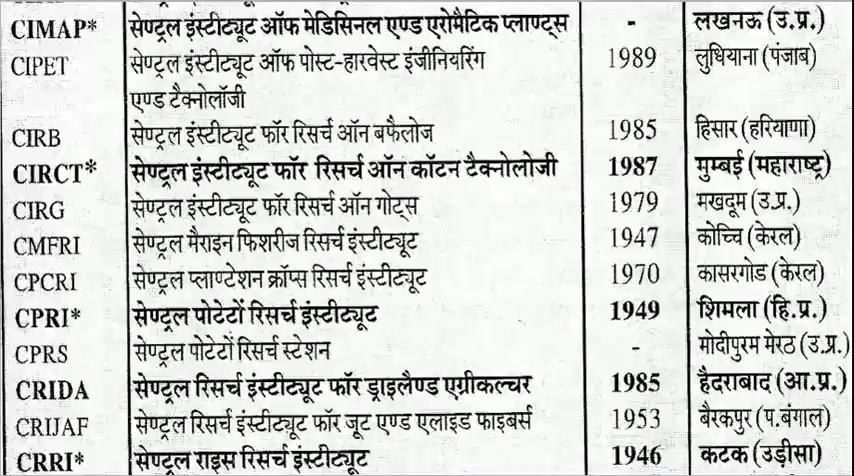 CIMAP* सेण्ट्रल इंस्टीट्यूट ऑफ मेडिसिनल एण्ड एरोमैटिक प्लाण्ट्स - लखनऊ (उ.प्र.)
CIPET सेण्ट्रल इंस्टीट्यूट ऑफ पोस्ट-हारवेस्ट इंजीनियरिंग 1989 लुधियाना (पंजाब)
एण्ड टैक्नोलॉजी
CIRB सेण्ट्रल इंस्टीट्यूट फॉर रिसर्च ऑन बफैलोज 1985 हिसार (हरियाणा)
CIRCT* सेण्ट्रल इंस्टीट्यूट फॉर रिसर्च ऑन कॉटन टैक्नोलोजी 1987 मुम्बई (महाराष्ट्र)
CIRG सेण्ट्रल इंस्टीट्यूट फॉर रिसर्च ऑन गोट्स 1979 मखदूम (उ.प्र.)
CMFRI सेण्ट्रल मैराइन फिशरीज रिसर्च इंस्टीट्यूट 1947 कोच्चि (केरल)
CPCRI सेण्ट्रल प्लाण्टेशन क्रॉप्स रिसर्च इंस्टीट्यूट 1970 कासरगोड (केरल)
CPRI* सेण्ट्रल पोटेटों रिसर्च इंस्टीट्यूट 1949 शिमला (हि.प्र.)
CPRS सेण्ट्रल पोटेटों रिसर्च स्टेशन - मोदीपुरम मेरठ (उ.प्र.)
CRIDA सेण्ट्रल रिसर्च इंस्टीट्यूट फॉर ड्राइलैण्ड एग्रीकल्चर 1985 हैदराबाद (आ.प्र.)
CRIJAF सेण्ट्रल रिसर्च इंस्टीट्यूट फॉर जूट एण्ड एलाइड फाइबर्स 1953 बैरकपुर (प.बंगाल)
CRRI* सेण्ट्रल राइस रिसर्च इंस्टीट्यूट 1946 कटक (उड़ीसा)